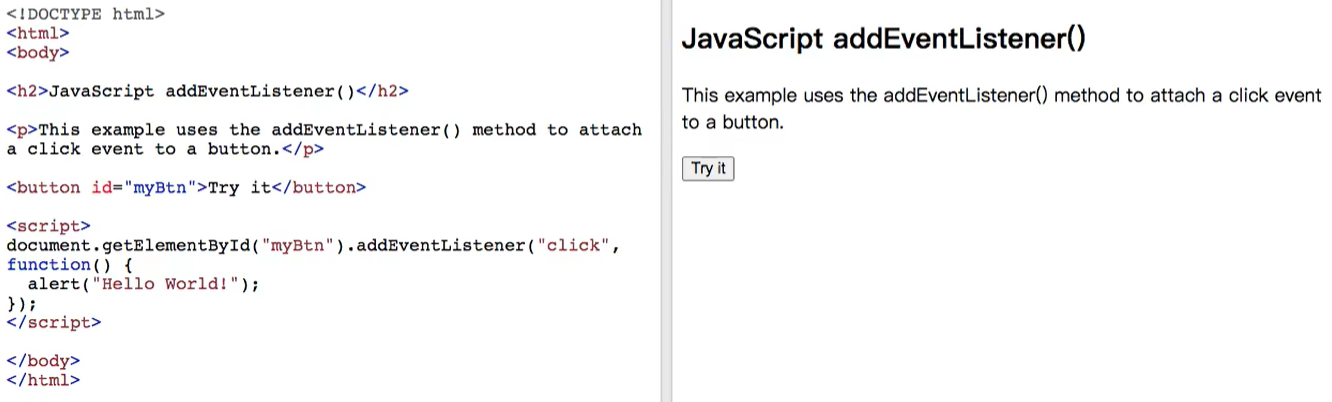 <!DOCTYPE html>
<html>
<body>
<h2>JavaScript addEventListener()</h2>
<p>This example uses the addEventListener() method to attach
a click event to a button.</p>
<button id="myBtn">Try it</button>
<script>
document.getElementById("myBtn").addEventListener("click",
function() {
  alert("Hello World!");
});
</script>
</body>
</html>
JavaScript addEventListener()
This example uses the addEventListener() method to attach a click event
to a button.
Try it